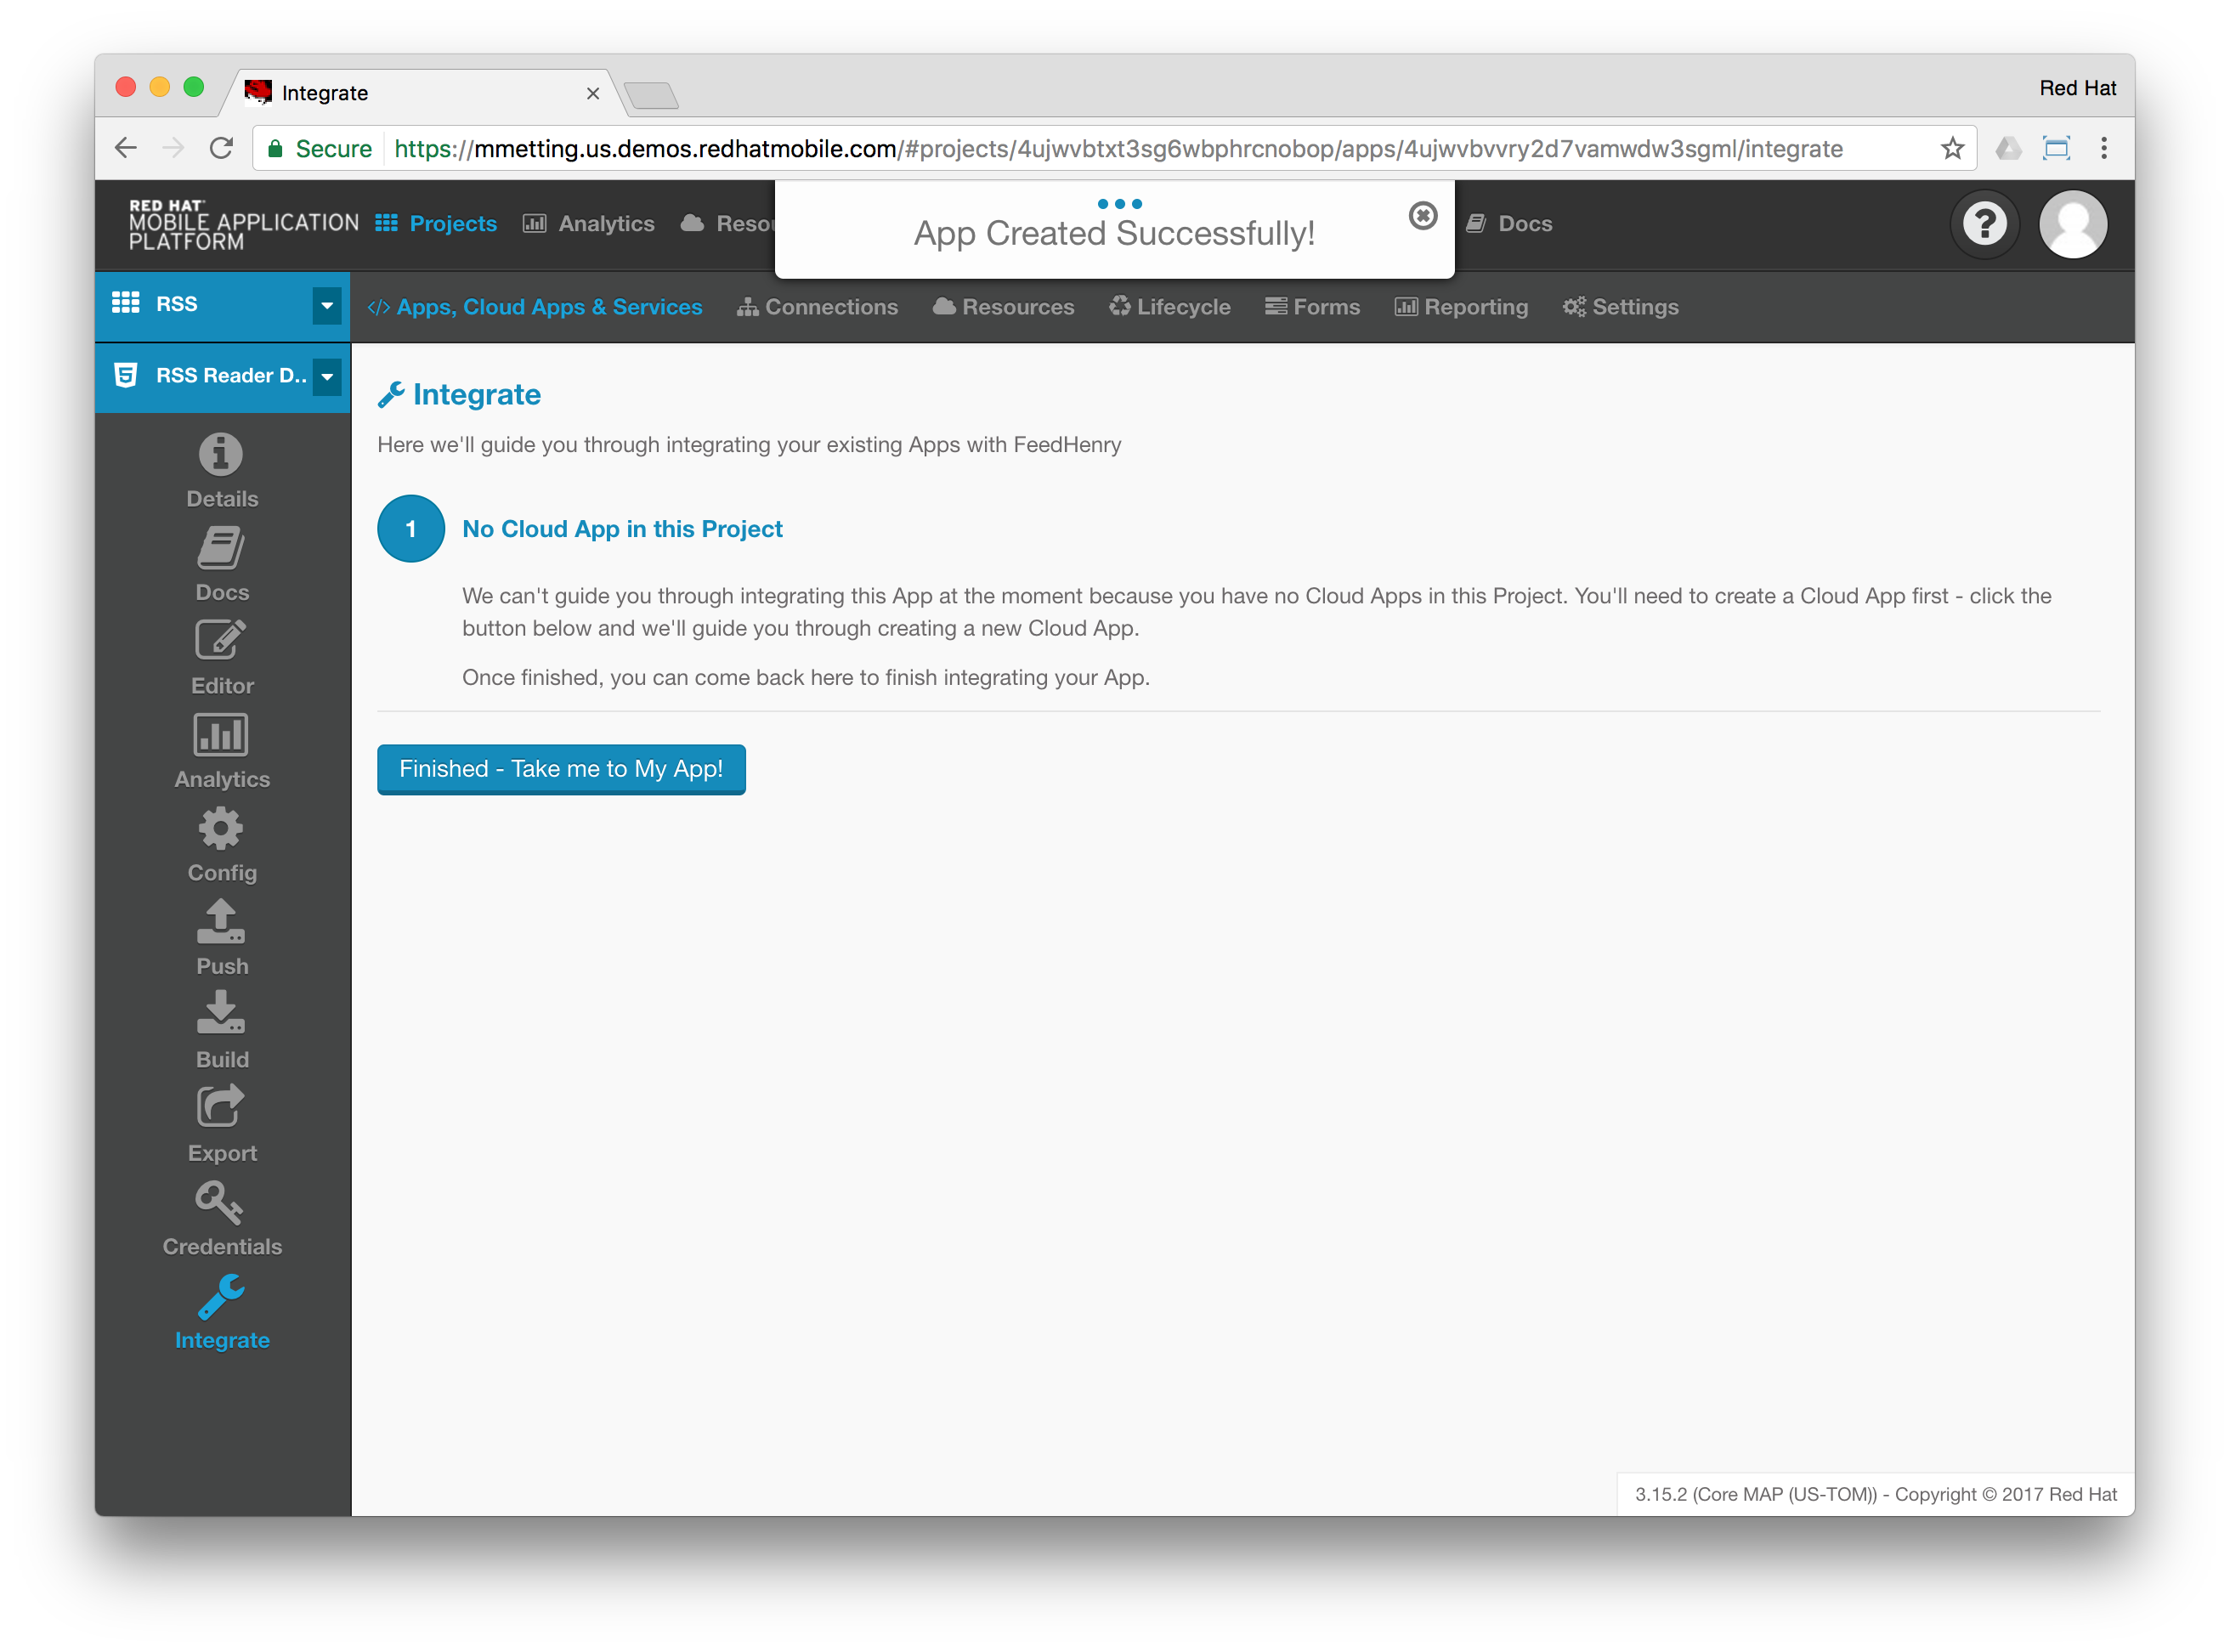 Integrate
Red Hat
Secure https://mmetting.us.demos.redhatmobile.com/#projects/4ujwvbtxt3sg6wbphrcnobop/apps/4ujwvbvvry2d7vamwdw3sgml/integrate
RED HAT
MOBILE APPLICATION
PLATFORM
Projects
Analytics
Resou
App Created Successfully!
Docs
RSS
Apps, Cloud Apps & Services
Connections
Resources
Lifecycle
Forms
Reporting
Settings
RSS Reader D..
Details
Docs
Editor
Analytics
Config
Push
Build
Export
Credentials
Integrate
Integrate
Here we'll guide you through integrating your existing Apps with FeedHenry
1 No Cloud App in this Project
We can't guide you through integrating this App at the moment because you have no Cloud Apps in this Project. You'll need to create a Cloud App first - click the
button below and we'll guide you through creating a new Cloud App.
Once finished, you can come back here to finish integrating your App.
Finished - Take me to My App!
3.15.2 (Core MAP (US-TOM)) - Copyright © 2017 Red Hat